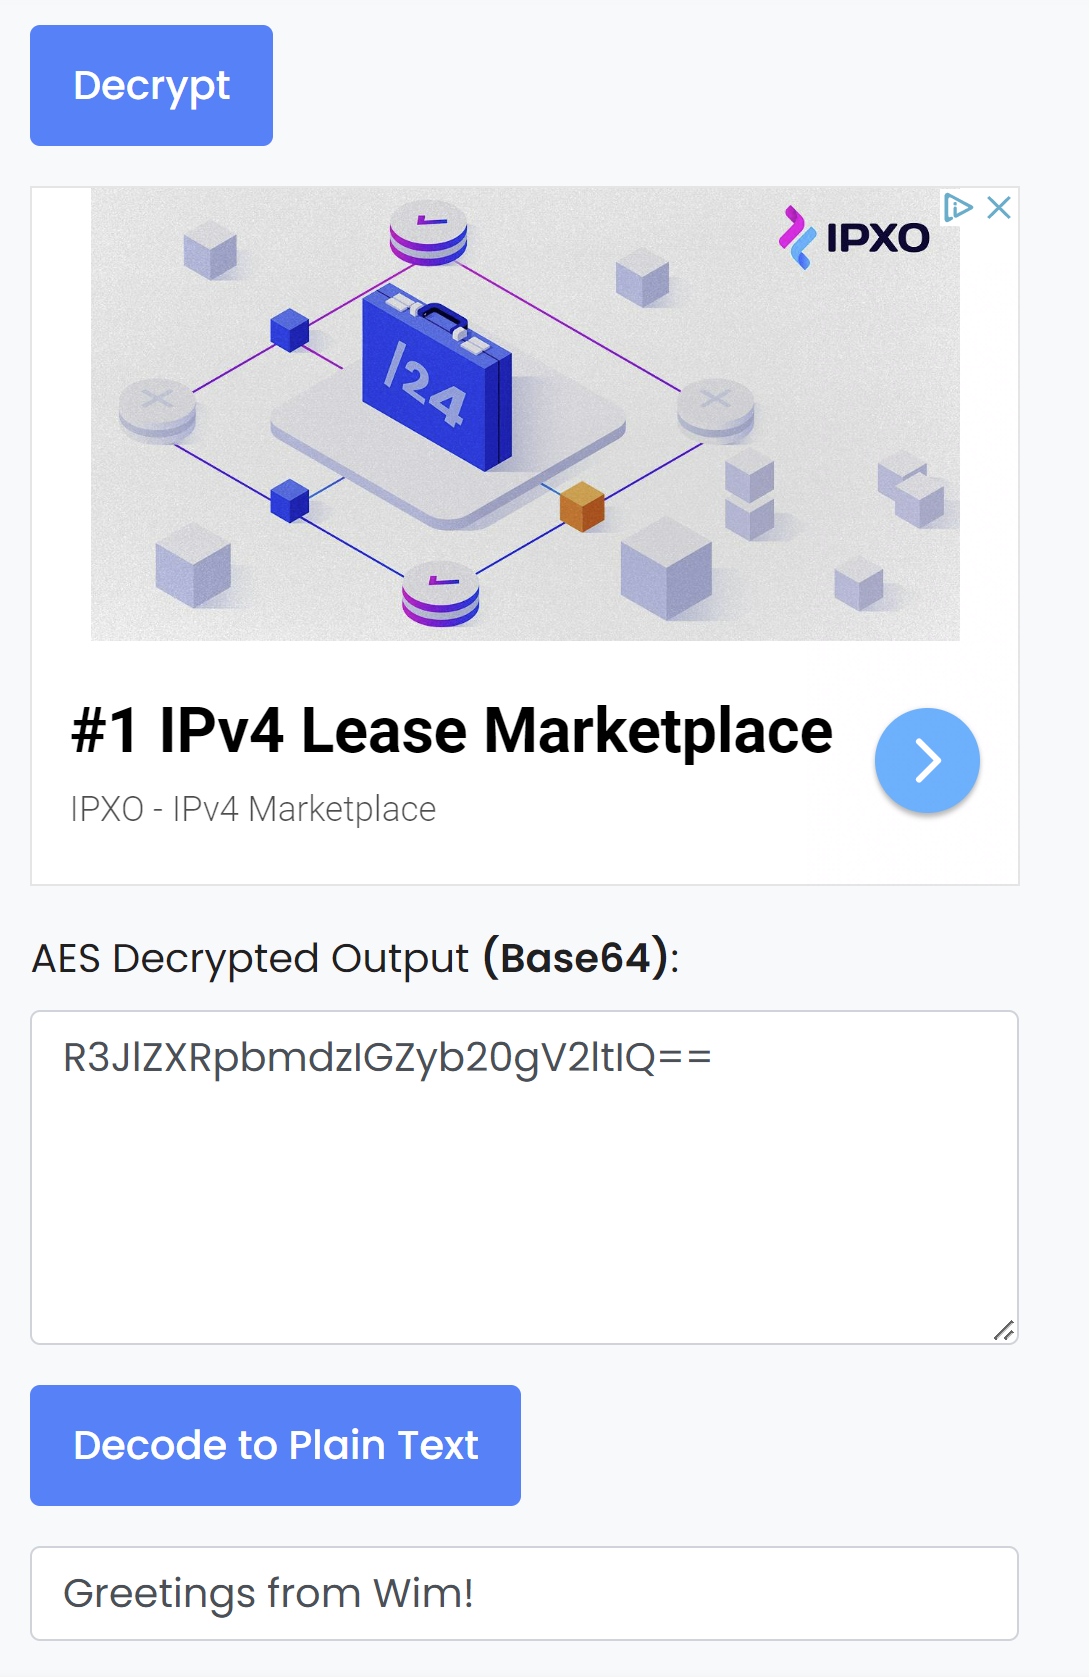 Decrypt
IPXO
|24
#1 IPv4 Lease Marketplace
IPXO - IPv4 Marketplace
AES Decrypted Output (Base64):
R3JlZXRpbmdzIGZyb20gV2ltIQ==
Decode to Plain Text
Greetings from Wim!